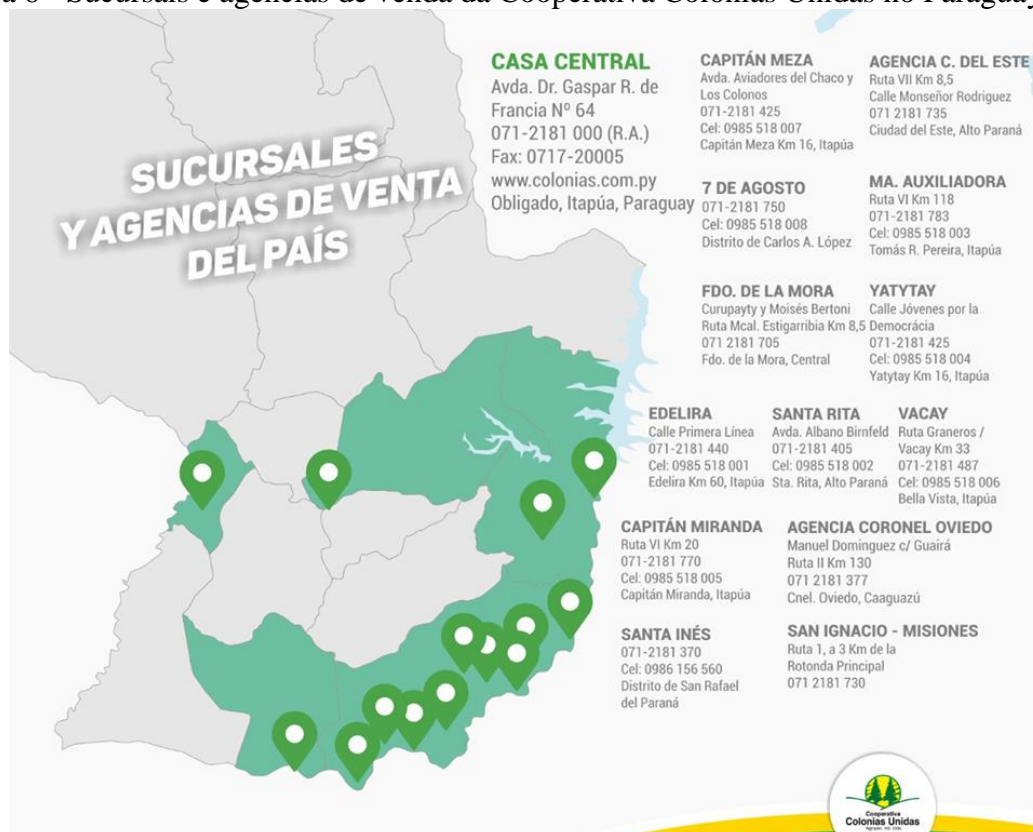 Sucursais e agências de venda da Cooperativa Colônias Unidas no Paraguay
SUCURSALES
Y AGENCIAS DE VENTA
DEL PAÍS
CASA CENTRAL
Avda. Dr. Gaspar R. de
Francia Nº 64
071-2181 000 (R.A.)
Fax: 0717-20005
www.colonias.com.py
Obligado, Itapúa, Paraguay
CAPITÁN MEZA
Avda. Aviadores del Chaco y
Los Colonos
071-2181 425
Cel: 0985 518 007
Capitán Meza Km 16, Itapúa
AGENCIA C. DEL ESTE
Ruta VII Km 8,5
Calle Monseñor Rodriguez
071 2181 735
Ciudad del Este, Alto Paraná
7 DE AGOSTO
071-2181 750
Cel: 0985 518 008
Distrito de Carlos A. López
MA. AUXILIADORA
Ruta VI Km 118
071-2181 783
Cel: 0985 518 003
Tomás R. Pereira, Itapúa
FDO. DE LA MORA
Curupayty y Moisés Bertoni
Ruta Mcal. Estigarribia Km 8,5
071 2181 705
Fdo. de la Mora, Central
YATYTAY
Calle Jóvenes por la
Democrácia
071-2181 425
Cel: 0985 518 004
Yatytay Km 16, Itapúa
EDELIRA
Calle Primera Línea
071-2181 440
Cel: 0985 518 001
Edelira Km 60, Itapúa
SANTA RITA
Avda. Albano Birnfeld
071-2181 405
Cel: 0985 518 002
Sta. Rita, Alto Paraná
VACAY
Ruta Graneros /
Vacay Km 33
071-2181 487
Cel: 0985 518 006
Bella Vista, Itapúa
CAPITÁN MIRANDA
Ruta VI Km 20
071-2181 770
Cel: 0985 518 005
Capitán Miranda, Itapúa
AGENCIA CORONEL OVIEDO
Manuel Dominguez c/ Guairá
Ruta II Km 130
071 2181 377
Cnel. Oviedo, Caaguazú
SANTA INÉS
071-2181 370
Cel: 0986 156 560
Distrito de San Rafael
del Paraná
SAN IGNACIO - MISIONES
Ruta 1, a 3 Km de la
Rotonda Principal
071 2181 730
Cooperativa
Colonias Unidas